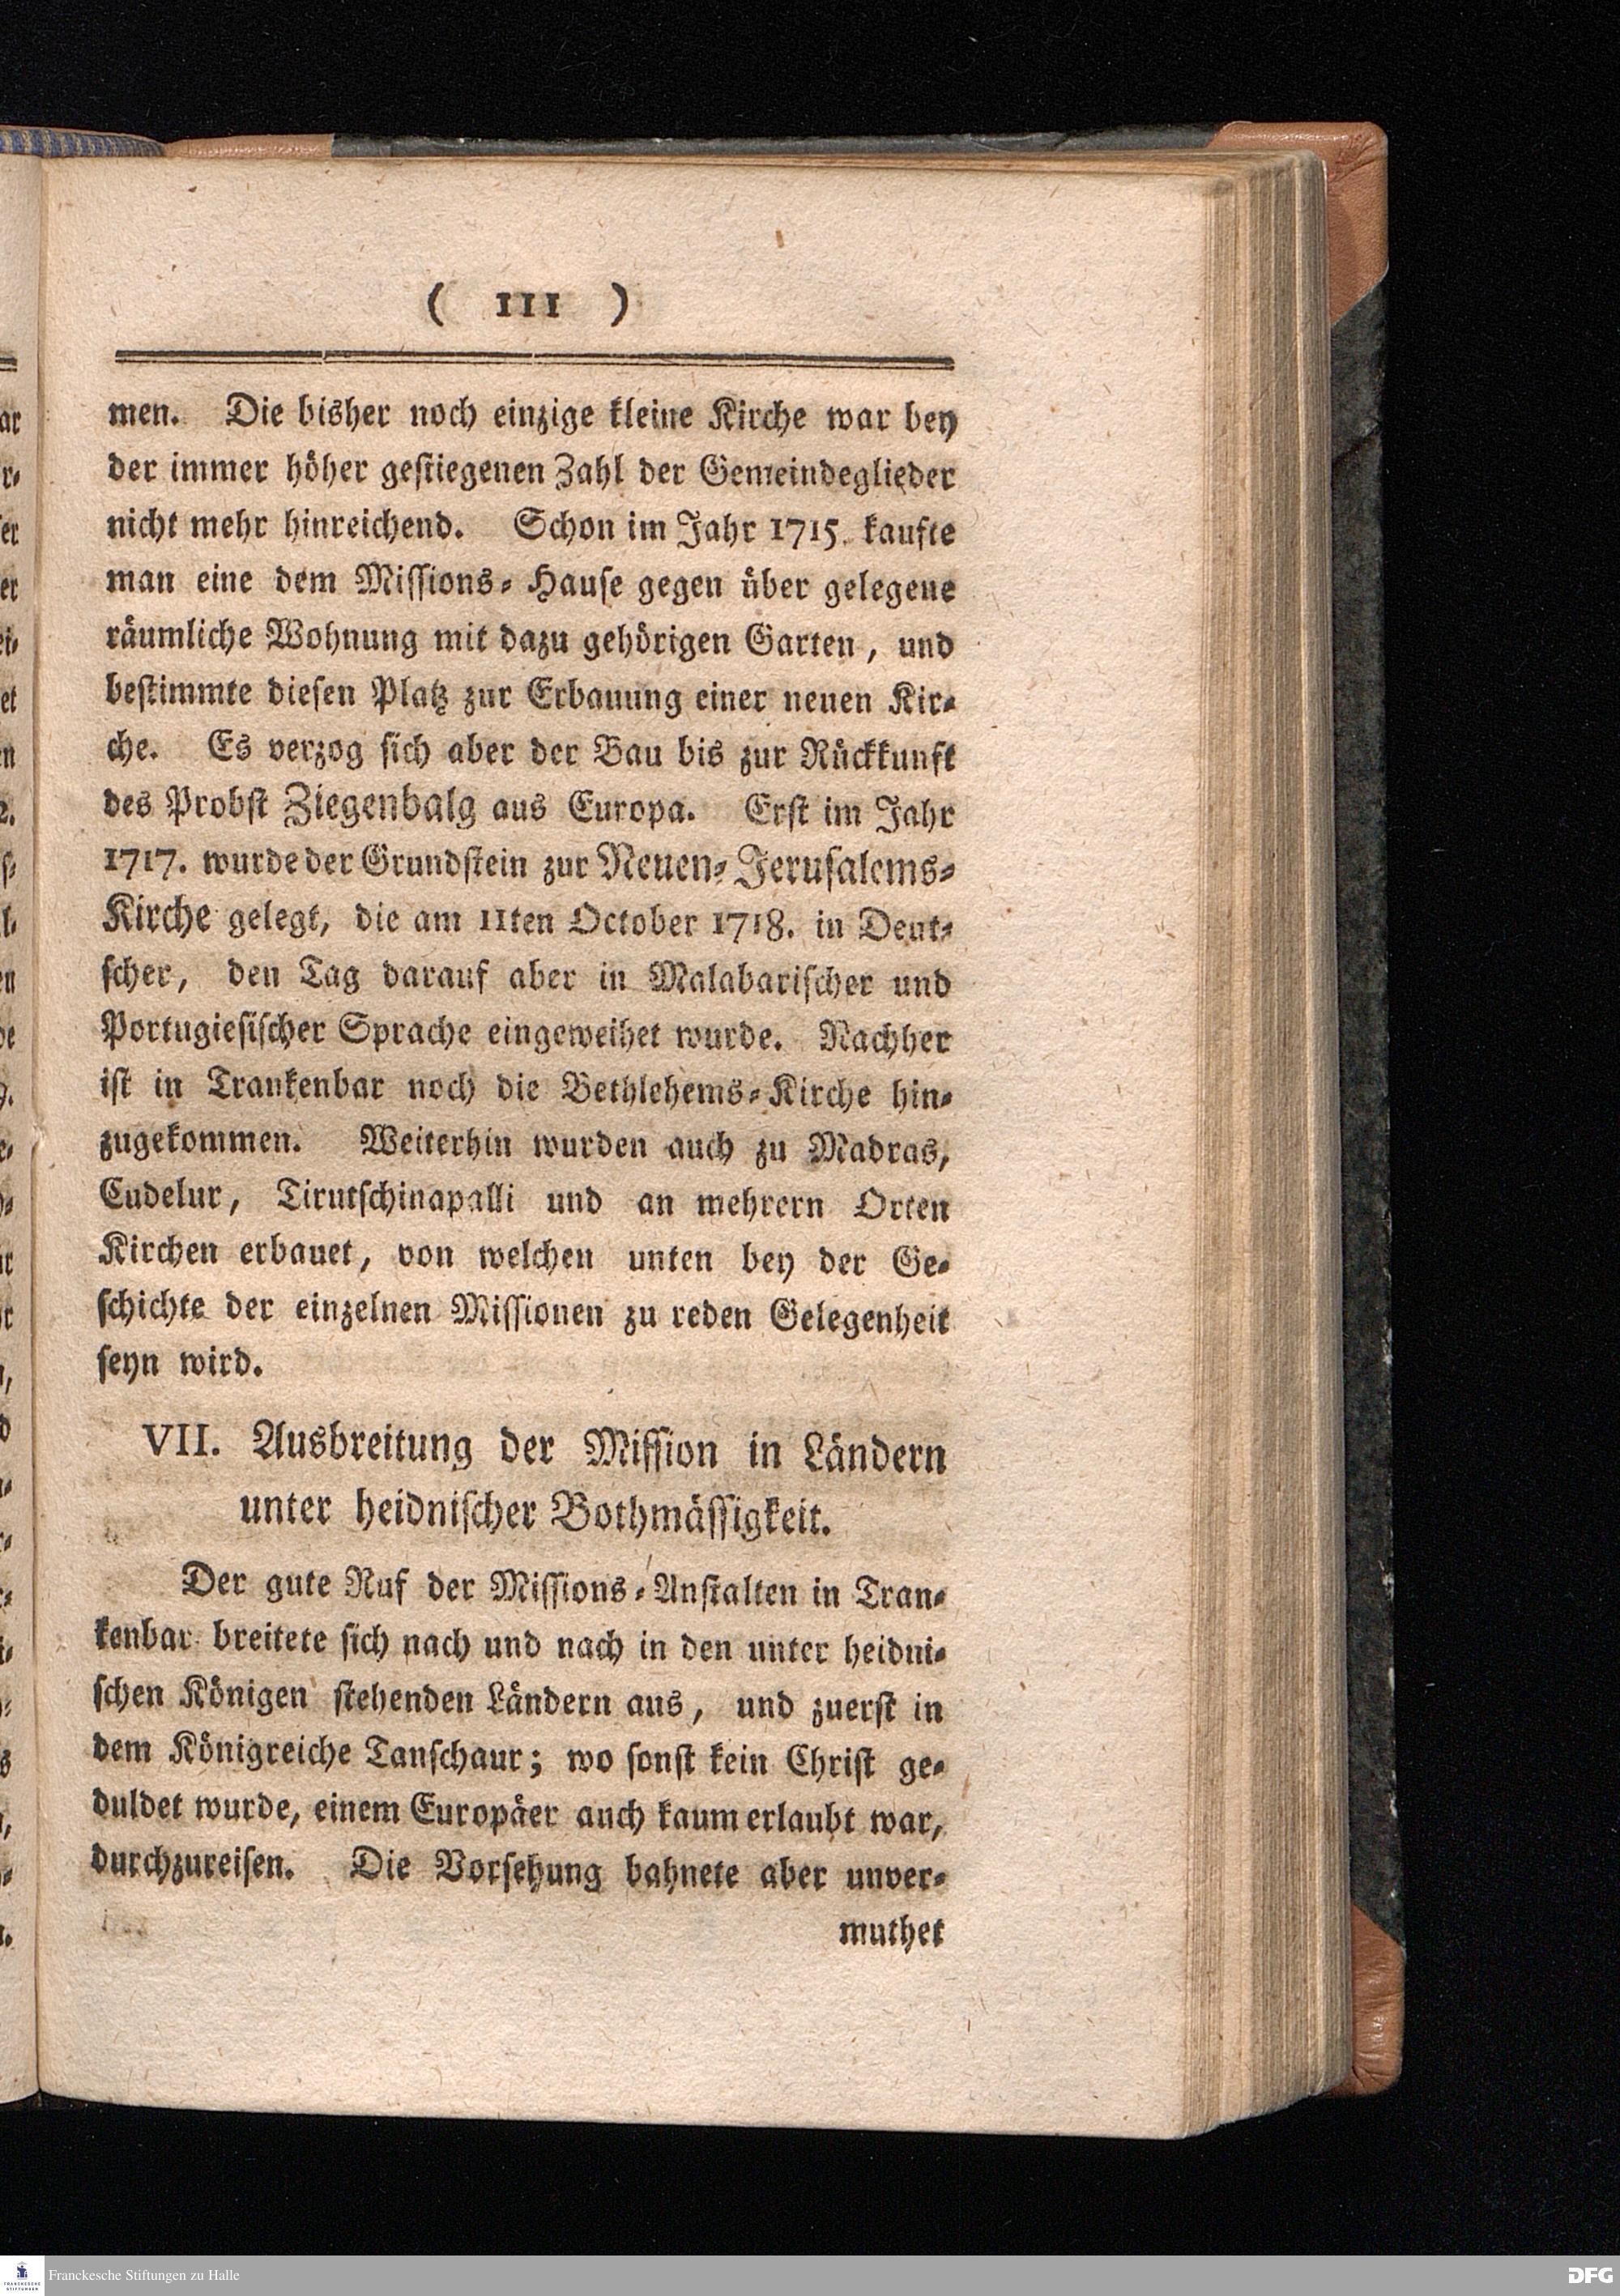 ( 111 )
men. Die bisher noch einzige kleine Kirche war bey
der immer höher gestiegenen Zahl der Gemeindeglieder
nicht mehr hinreichend. Schon im Jahr 1715. kaufte
man eine dem Missions-Hause gegen über gelegene
räumliche Wohnung mit dazu gehörigen Garten, und
bestimmte diesen Platz zur Erbauung einer neuen Kir-
che. Es verzog sich aber der Bau bis zur Rückkunft
des Probst Ziegenbalg aus Europa. Erst im Jahr
1717. wurde der Grundstein zur Neuen-Jerusalems-
Kirche gelegt, die am 11ten October 1718. in Deut-
scher, den Tag darauf aber in Malabarischer und
Portugiesischer Sprache eingeweihet wurde. Nachher
ist in Trankenbar noch die Bethlehems-Kirche hin-
zugekommen. Weiterhin wurden auch zu Madras,
Cudelur, Tirutschinapalli und an mehrern Orten
Kirchen erbauet, von welchen unten bey der Ge-
schichte der einzelnen Missionen zu reden Gelegenheit
seyn wird.
VII. Ausbreitung der Mission in Ländern
unter heidnischer Bothmässigkeit.
Der gute Ruf der Missions-Anstalten in Tran-
kenbar breitete sich nach und nach in den unter heidni-
schen Königen stehenden Ländern aus, und zuerst in
dem Königreiche Tanschaur; wo sonst kein Christ ge-
duldet wurde, einem Europäer auch kaum erlaubt war,
durchzureisen. Die Vorsehung bahnete aber unver-
muthet
FRANCKESCHE
STIFTUNGEN
Franckesche Stiftungen zu Halle
DFG